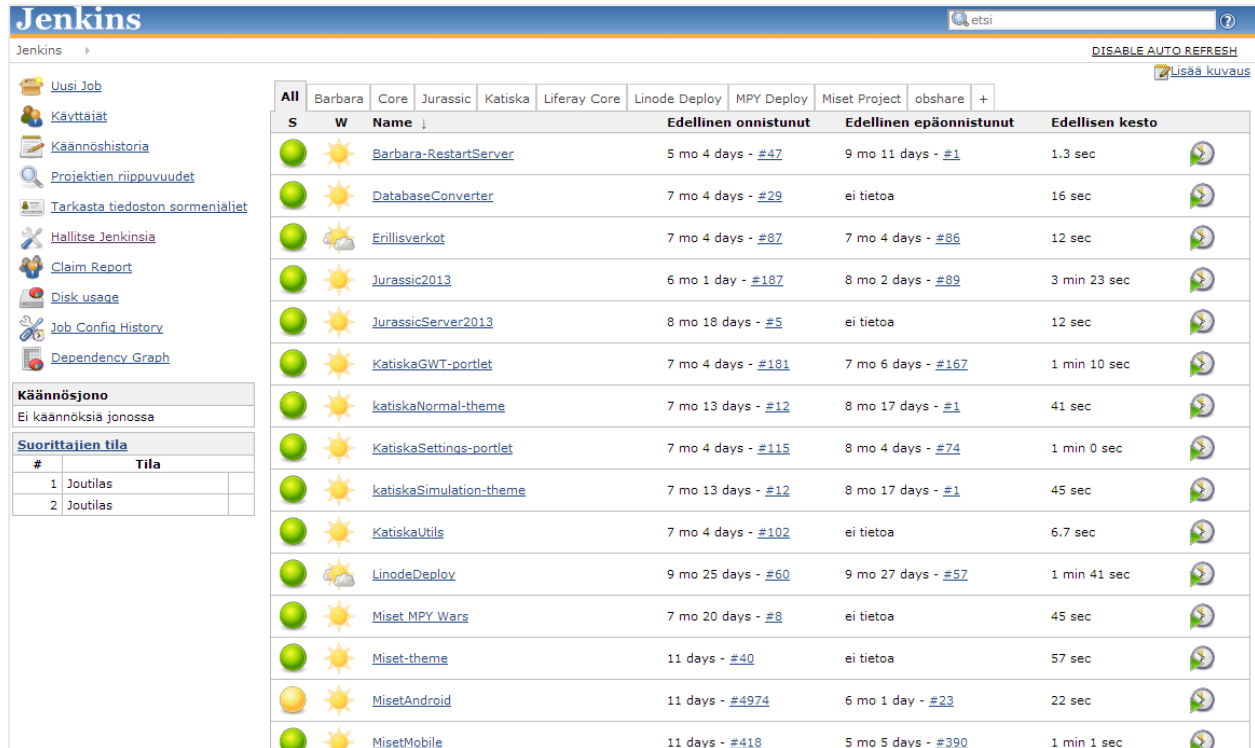 Jenkins
etsi
Jenkins
DISABLE AUTO REFRESH
Lisää kuvaus
Uusi Job
Käyttäjät
Käännöshistoria
Projektien riippuvuudet
Tarkasta tiedoston sormenjäljet
Hallitse Jenkinsia
Claim Report
Disk usage
Job Config History
Dependency Graph
Käännösjono
Ei käännöksiä jonossa
Suorittajien tila
# Tila
1 Joutilas
2 Joutilas
All Barbara Core Jurassic Katiska Liferay Core Linode Deploy MPY Deploy Miset Project obshare +
S W Name ↓ Edellinen onnistunut Edellinen epäonnistunut Edellisen kesto
Barbara-RestartServer 5 mo 4 days - #47 9 mo 11 days - #1 1.3 sec
DatabaseConverter 7 mo 4 days - #29 ei tietoa 16 sec
Erillisverkot 7 mo 4 days - #87 7 mo 4 days - #86 12 sec
Jurassic2013 6 mo 1 day - #187 8 mo 2 days - #89 3 min 23 sec
JurassicServer2013 8 mo 18 days - #5 ei tietoa 12 sec
KatiskaGWT-portlet 7 mo 4 days - #181 7 mo 6 days - #167 1 min 10 sec
katiskaNormal-theme 7 mo 13 days - #12 8 mo 17 days - #1 41 sec
KatiskaSettings-portlet 7 mo 4 days - #115 8 mo 4 days - #74 1 min 0 sec
katiskaSimulation-theme 7 mo 13 days - #12 8 mo 17 days - #1 45 sec
KatiskaUtils 7 mo 4 days - #102 ei tietoa 6.7 sec
LinodeDeploy 9 mo 25 days - #60 9 mo 27 days - #57 1 min 41 sec
Miset MPY Wars 7 mo 20 days - #8 ei tietoa 45 sec
Miset-theme 11 days - #40 ei tietoa 57 sec
MisetAndroid 11 days - #4974 6 mo 1 day - #23 22 sec
MisetMobile 11 days - #418 5 mo 5 days - #390 1 min 1 sec